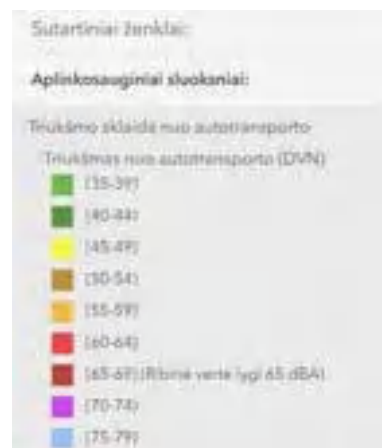 Sutartiniai ženklai:
Aplinkosauginiai sluoksniai:
Triukšmo sklaida nuo autotransporto
Triukšmas nuo autotransporto (DVN)
(35-39)
(40-44)
(45-49)
(50-54)
(55-59)
(60-64)
(65-69) (Ribinė vertė lygi 65 dBA)
(70-74)
(75-79)